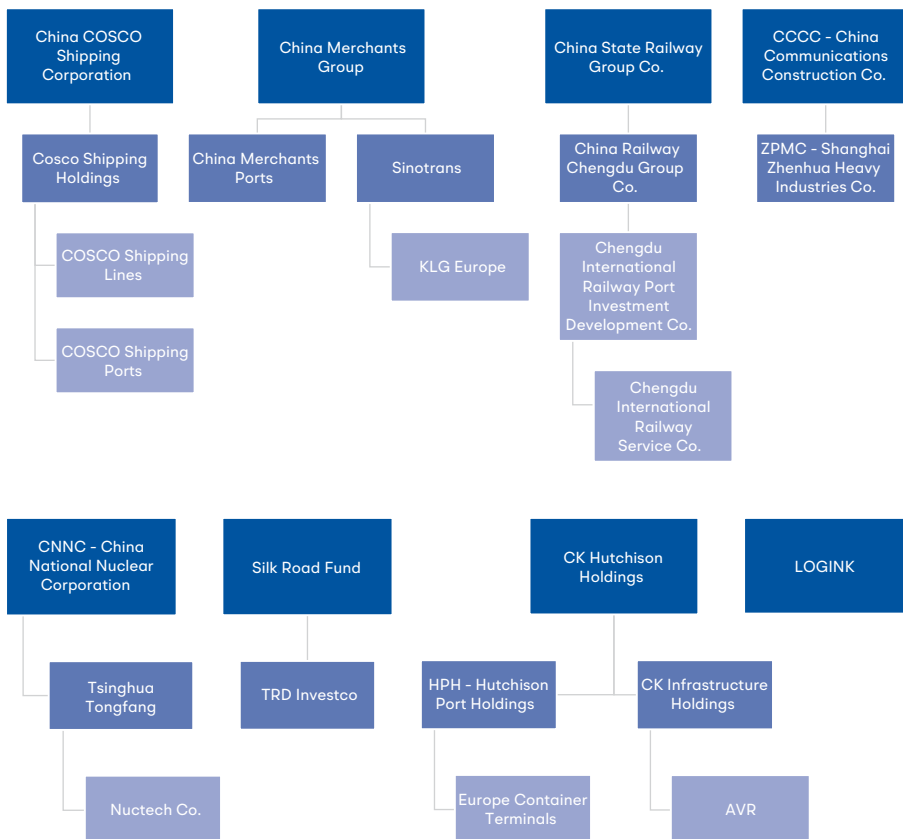 China COSCO
Shipping
Corporation
China Merchants
Group
China State Railway
Group Co.
CCCC - China
Communications
Construction Co.
Cosco Shipping
Holdings
China Merchants
Ports
Sinotrans
China Railway
Chengdu Group
Co.
ZPMC - Shanghai
Zhenhua Heavy
Industries Co.
COSCO Shipping
Lines
KLG Europe
Chengdu
International
Railway Port
Investment
Development Co.
COSCO Shipping
Ports
Chengdu
International
Railway
Service Co.
CNNC - China
National Nuclear
Corporation
Silk Road Fund
CK Hutchison
Holdings
LOGINK
Tsinghua
Tongfang
TRD Investco
HPH - Hutchison
Port Holdings
CK Infrastructure
Holdings
Nuctech Co.
Europe Container
Terminals
AVR